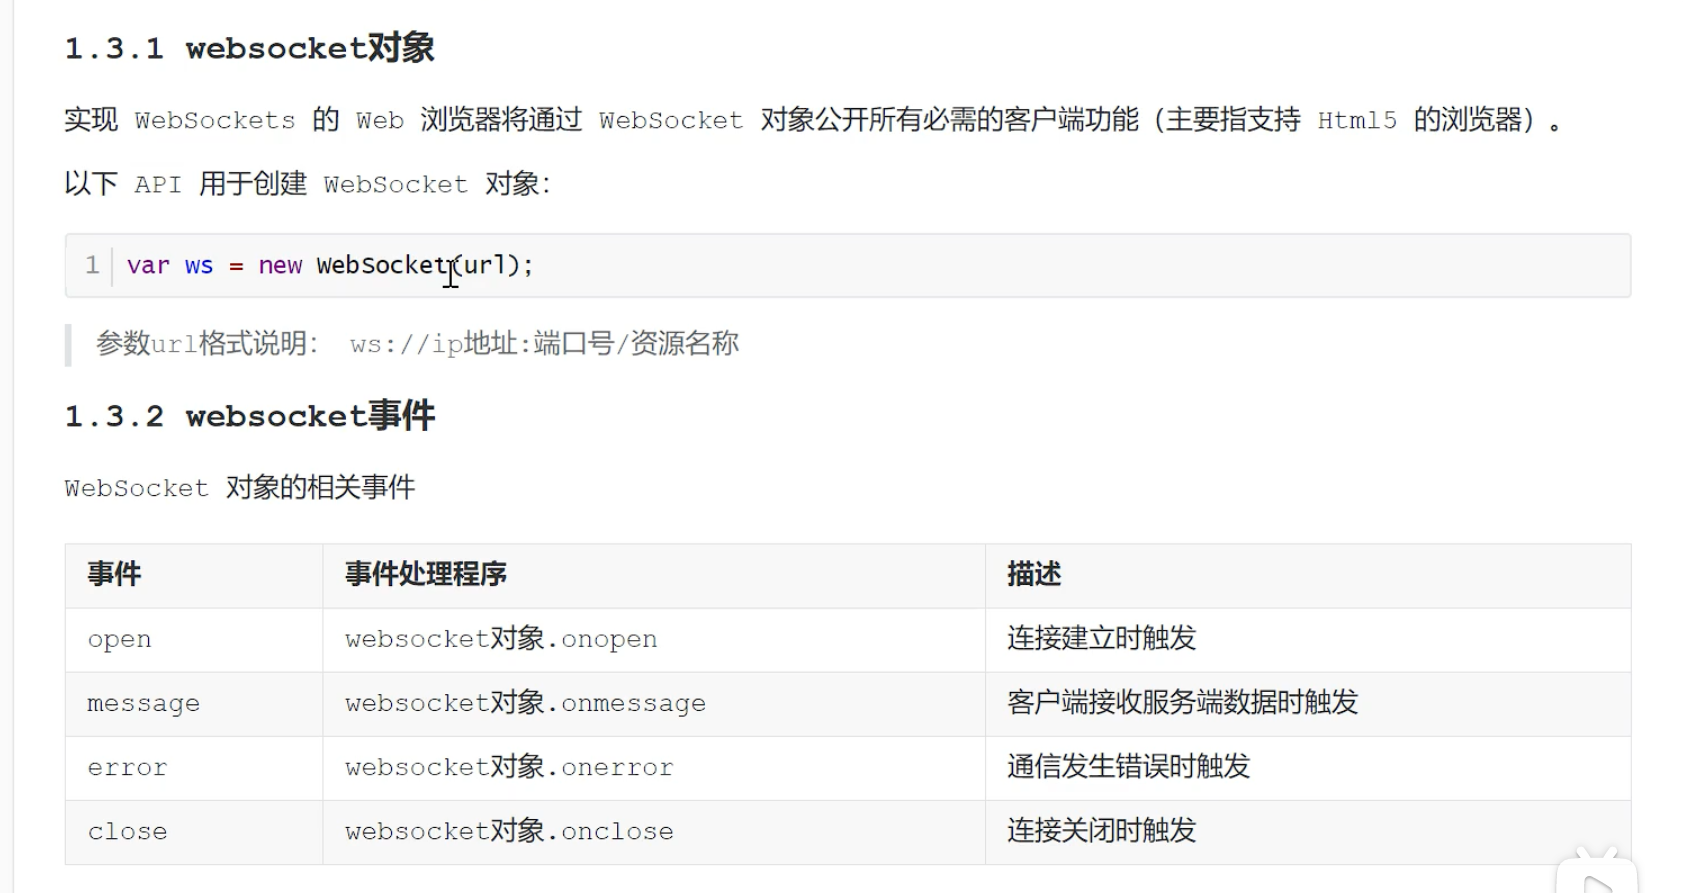 1.3.1 websocket对象
实现 WebSockets 的 Web 浏览器将通过 WebSocket 对象公开所有必需的客户端功能（主要指支持 Html5 的浏览器）。
以下 API 用于创建 WebSocket 对象：
1 var ws = new WebSocket(url);
参数url格式说明： ws://ip地址:端口号/资源名称
1.3.2 websocket事件
WebSocket 对象的相关事件
事件 事件处理程序 描述
open websocket对象.onopen 连接建立时触发
message websocket对象.onmessage 客户端接收服务端数据时触发
error websocket对象.onerror 通信发生错误时触发
close websocket对象.onclose 连接关闭时触发